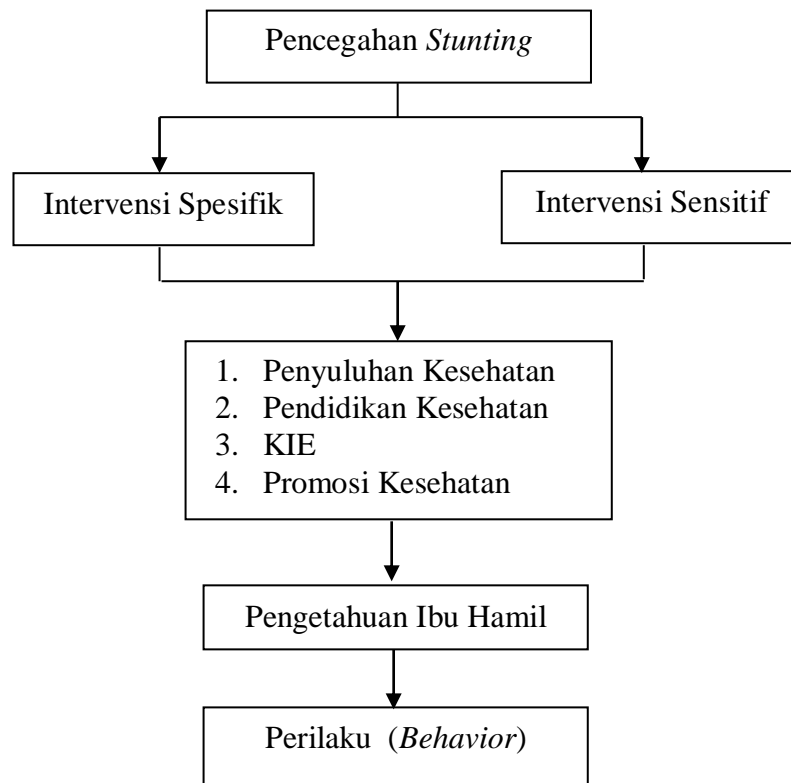 Pencegahan Stunting
Intervensi Spesifik
Intervensi Sensitif
1. Penyuluhan Kesehatan
2. Pendidikan Kesehatan
3. KIE
4. Promosi Kesehatan
Pengetahuan Ibu Hamil
Perilaku (Behavior)